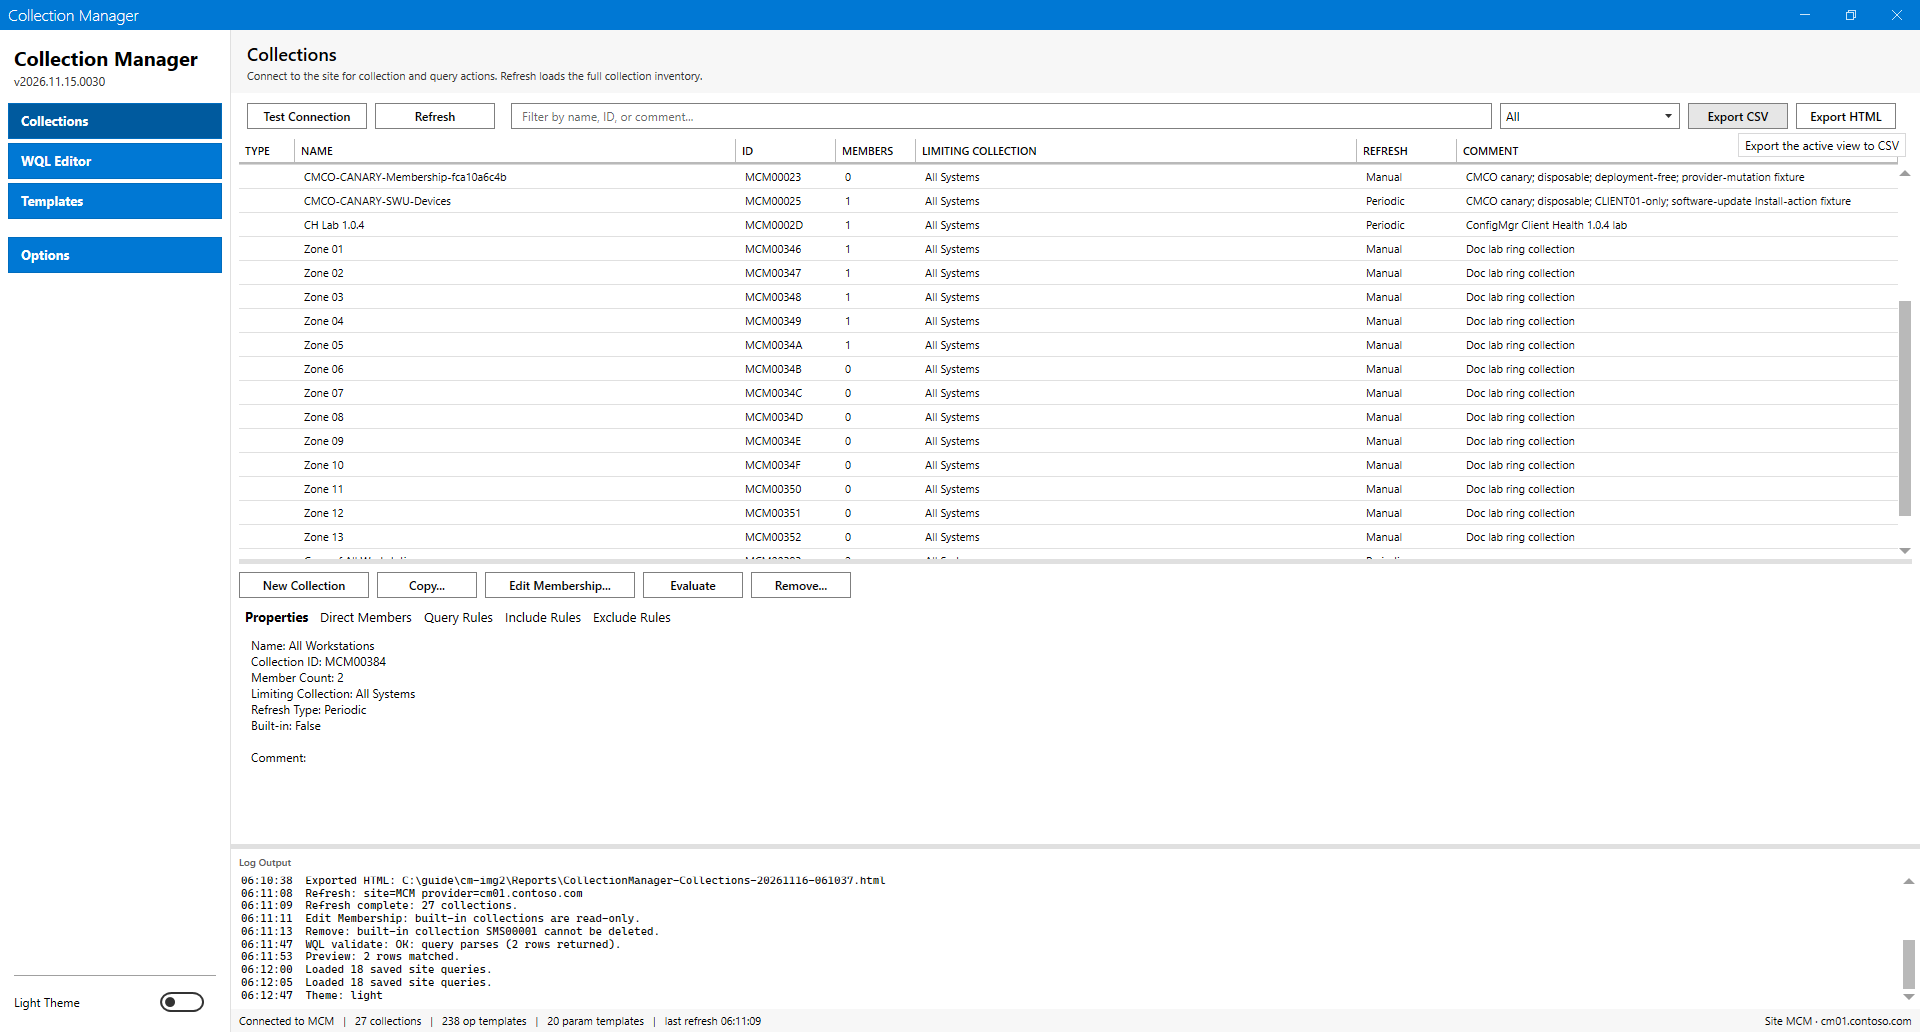 Collection Manager
Collection Manager
v2026.11.15.0030
Collections
WQL Editor
Templates
Options
Light Theme
Collections
Connect to the site for collection and query actions. Refresh loads the full collection inventory.
Test Connection Refresh Filter by name, ID, or comment... All Export CSV Export HTML
Export the active view to CSV
TYPE NAME ID MEMBERS LIMITING COLLECTION REFRESH COMMENT
CMCO-CANARY-Membership-fca10a6c4b MCM00023 0 All Systems Manual CMCO canary; disposable; deployment-free; provider-mutation fixture
CMCO-CANARY-SWU-Devices MCM00025 1 All Systems Periodic CMCO canary; disposable; CLIENT01-only; software-update Install-action fixture
CH Lab 1.0.4 MCM0002D 1 All Systems Periodic ConfigMgr Client Health 1.0.4 lab
Zone 01 MCM00346 1 All Systems Manual Doc lab ring collection
Zone 02 MCM00347 1 All Systems Manual Doc lab ring collection
Zone 03 MCM00348 1 All Systems Manual Doc lab ring collection
Zone 04 MCM00349 1 All Systems Manual Doc lab ring collection
Zone 05 MCM0034A 1 All Systems Manual Doc lab ring collection
Zone 06 MCM0034B 0 All Systems Manual Doc lab ring collection
Zone 07 MCM0034C 0 All Systems Manual Doc lab ring collection
Zone 08 MCM0034D 0 All Systems Manual Doc lab ring collection
Zone 09 MCM0034E 0 All Systems Manual Doc lab ring collection
Zone 10 MCM0034F 0 All Systems Manual Doc lab ring collection
Zone 11 MCM00350 0 All Systems Manual Doc lab ring collection
Zone 12 MCM00351 0 All Systems Manual Doc lab ring collection
Zone 13 MCM00352 0 All Systems Manual Doc lab ring collection
New Collection Copy... Edit Membership... Evaluate Remove...
Properties Direct Members Query Rules Include Rules Exclude Rules
Name: All Workstations
Collection ID: MCM00384
Member Count: 2
Limiting Collection: All Systems
Refresh Type: Periodic
Built-in: False
Comment:
Log Output
06:10:38 Exported HTML: C:\guide\cm-img2\Reports\CollectionManager-Collections-20261116-061037.html
06:11:08 Refresh: site=MCM provider=cm01.contoso.com
06:11:09 Refresh complete: 27 collections.
06:11:11 Edit Membership: built-in collections are read-only.
06:11:13 Remove: built-in collection SMS00001 cannot be deleted.
06:11:47 WQL validate: OK: query parses (2 rows returned).
06:11:53 Preview: 2 rows matched.
06:12:00 Loaded 18 saved site queries.
06:12:05 Loaded 18 saved site queries.
06:12:47 Theme: light
Connected to MCM | 27 collections | 238 op templates | 20 param templates | last refresh 06:11:09
Site MCM · cm01.contoso.com